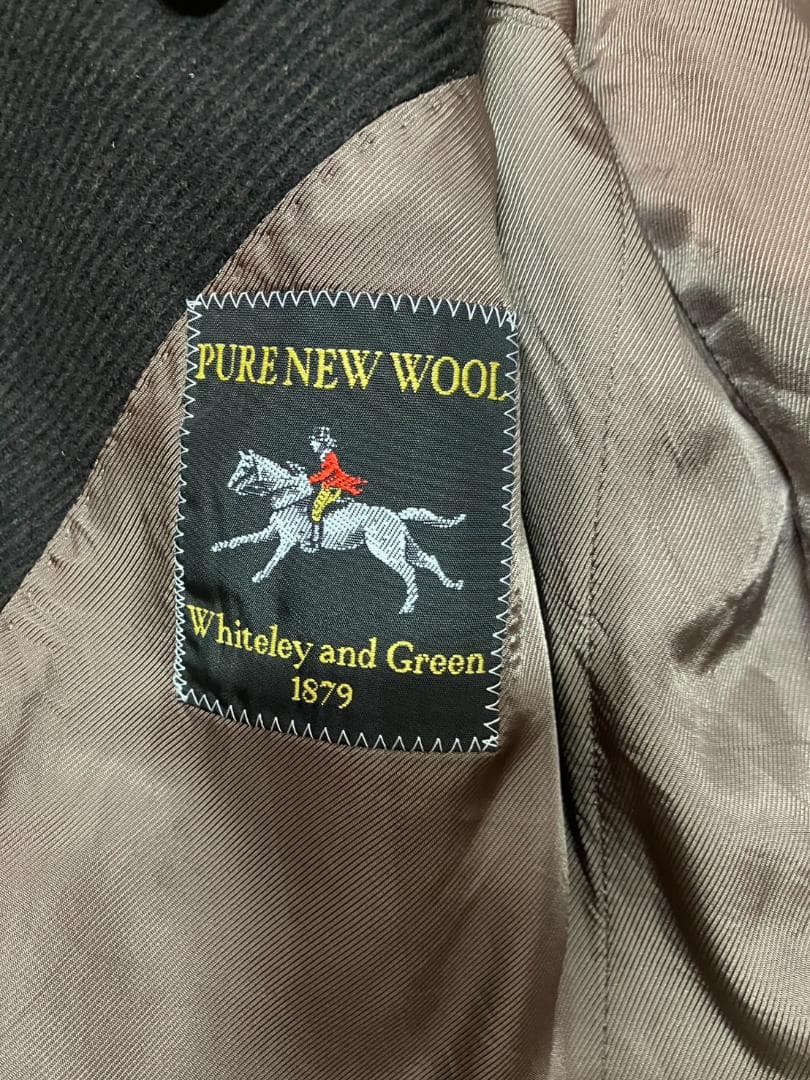 PURE NEW WOOL
Whiteley and Green
1879